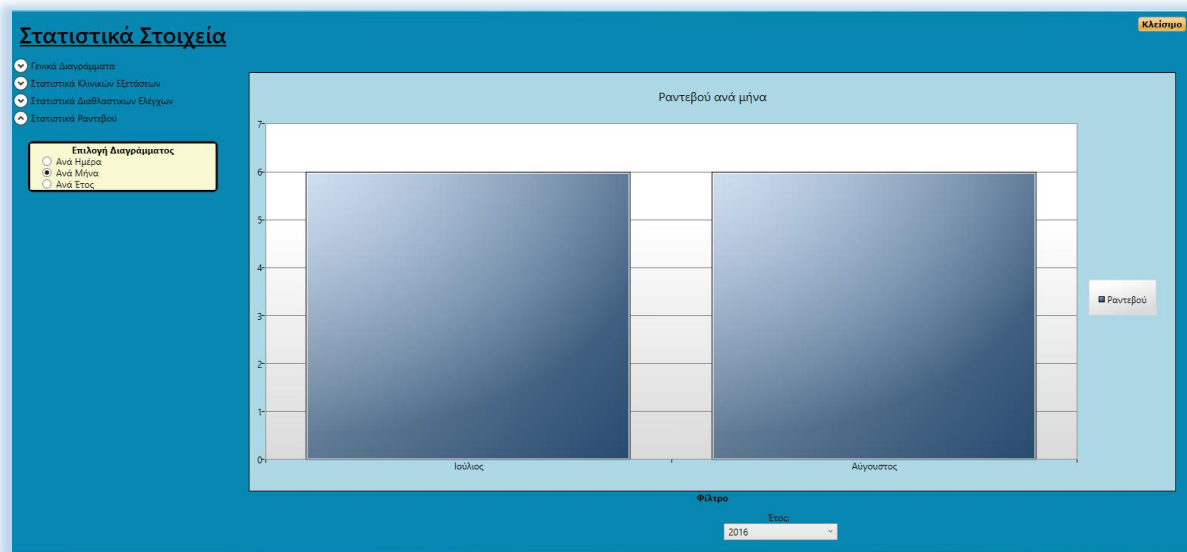 Στατιστικά Στοιχεία
Κλείσιμο
Γενικά Διαγράμματα
Στατιστικά Κλινικών Εξετάσεων
Στατιστικά Διαθλαστικών Ελέγχων
Στατιστικά Ραντεβού
Επιλογή Διαγράμματος
Ανά Ημέρα
Ανά Μήνα
Ανά Έτος
Ραντεβού ανά μήνα
7
6
5
4
3
2
1
0
Ιούλιος
Αύγουστος
Ραντεβού
Φίλτρο
Έτος:
2016